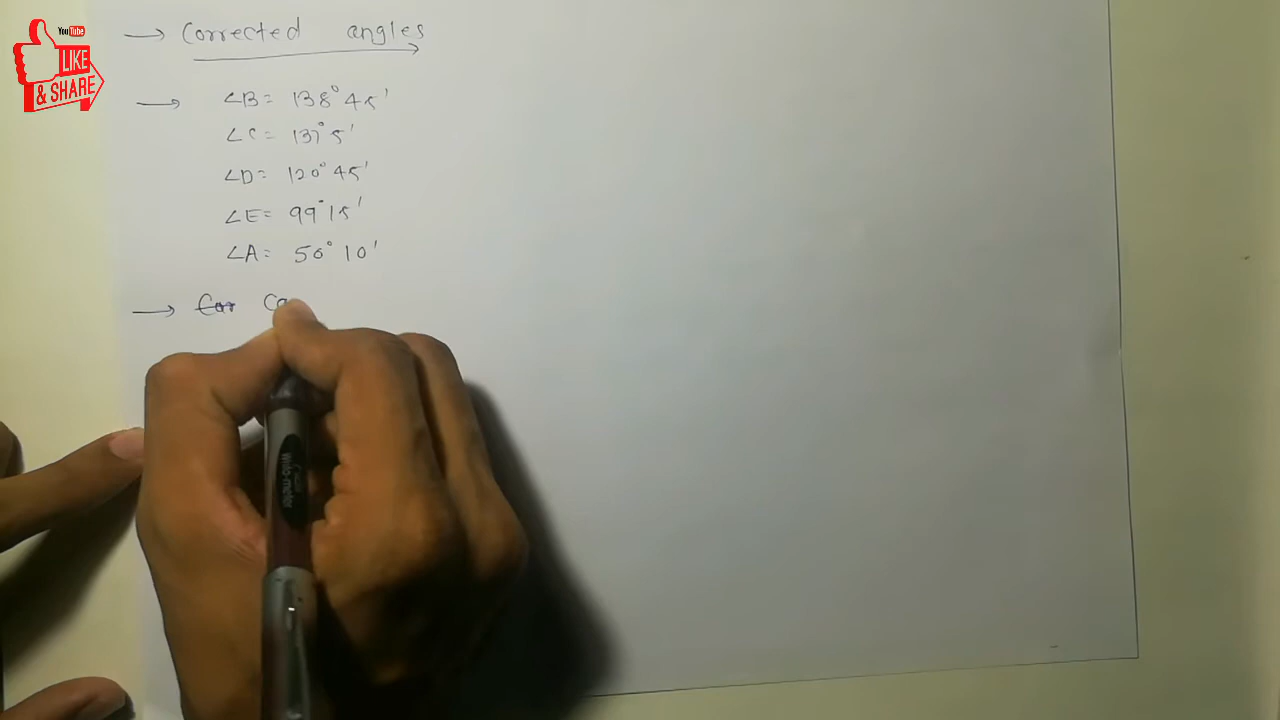 YouTube
LIKE
& SHARE
→ Corrected angles
→ ∠B = 138° 45'
∠C = 137° 5'
∠D = 120° 45'
∠E = 99° 15'
∠A = 50° 10'
→